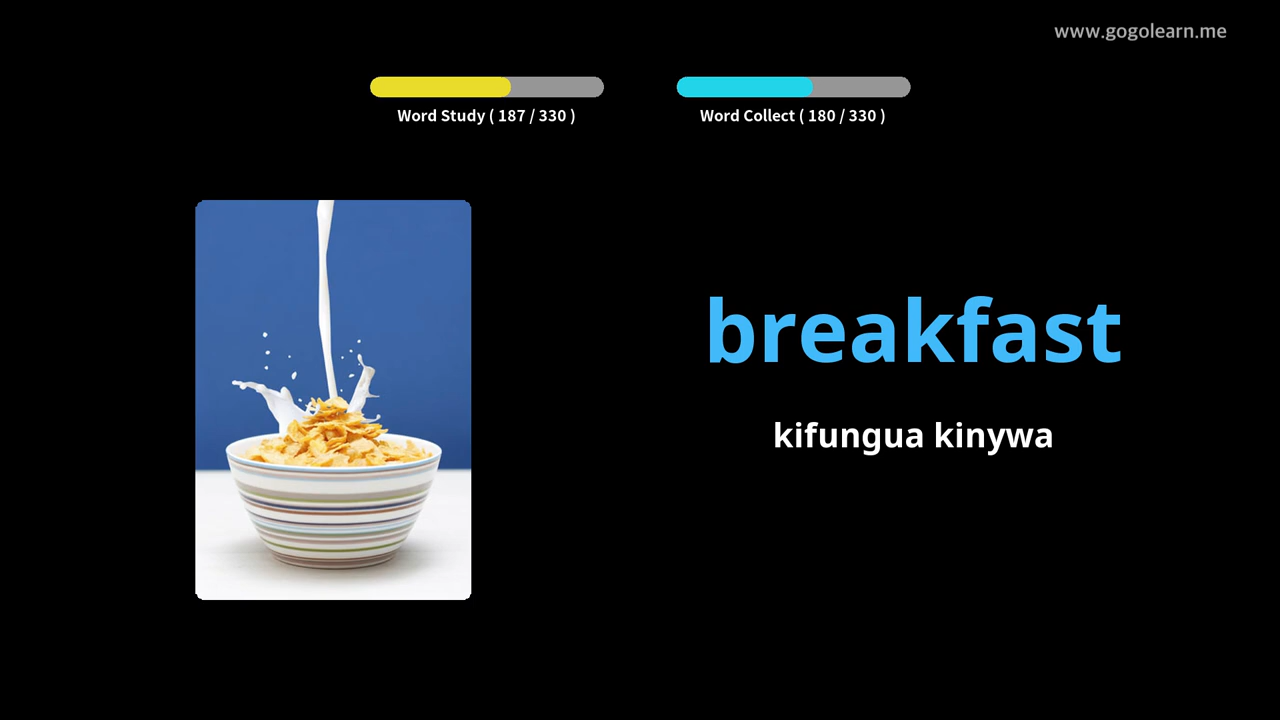 www.gogolearn.me
Word Study ( 187 / 330 )
Word Collect ( 180 / 330 )
breakfast
kifungua kinywa